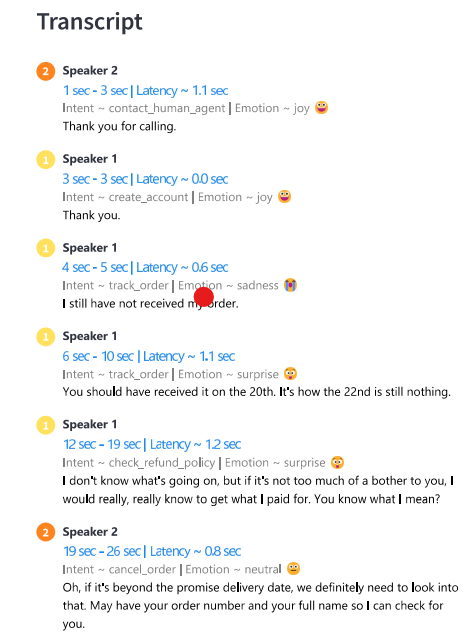 Transcript
2 Speaker 2
1 sec - 3 sec | Latency ~ 1.1 sec
Intent ~ contact_human_agent | Emotion ~ joy 😀
Thank you for calling.
1 Speaker 1
3 sec - 3 sec | Latency ~ 0.0 sec
Intent ~ create_account | Emotion ~ joy 😀
Thank you.
1 Speaker 1
4 sec - 5 sec | Latency ~ 0.6 sec
Intent ~ track_order | Emotion ~ sadness 😭
I still have not received my order.
1 Speaker 1
6 sec - 10 sec | Latency ~ 1.1 sec
Intent ~ track_order | Emotion ~ surprise 😲
You should have received it on the 20th. It's how the 22nd is still nothing.
1 Speaker 1
12 sec - 19 sec | Latency ~ 1.2 sec
Intent ~ check_refund_policy | Emotion ~ surprise 😲
I don't know what's going on, but if it's not too much of a bother to you, I
would really, really know to get what I paid for. You know what I mean?
2 Speaker 2
19 sec - 26 sec | Latency ~ 0.8 sec
Intent ~ cancel_order | Emotion ~ neutral 😐
Oh, if it's beyond the promise delivery date, we definitely need to look into
that. May have your order number and your full name so I can check for
you.